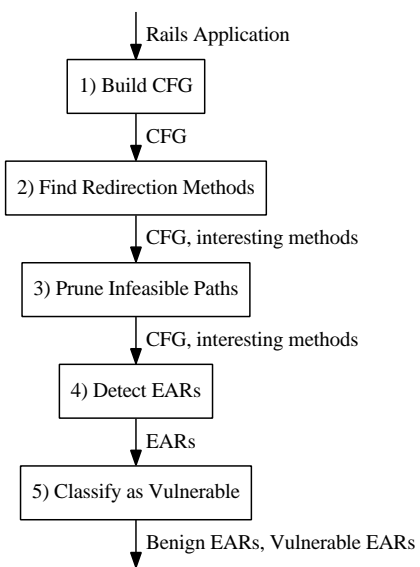 Rails Application
1) Build CFG
CFG
2) Find Redirection Methods
CFG, interesting methods
3) Prune Infeasible Paths
CFG, interesting methods
4) Detect EARs
EARs
5) Classify as Vulnerable
Benign EARs, Vulnerable EARs